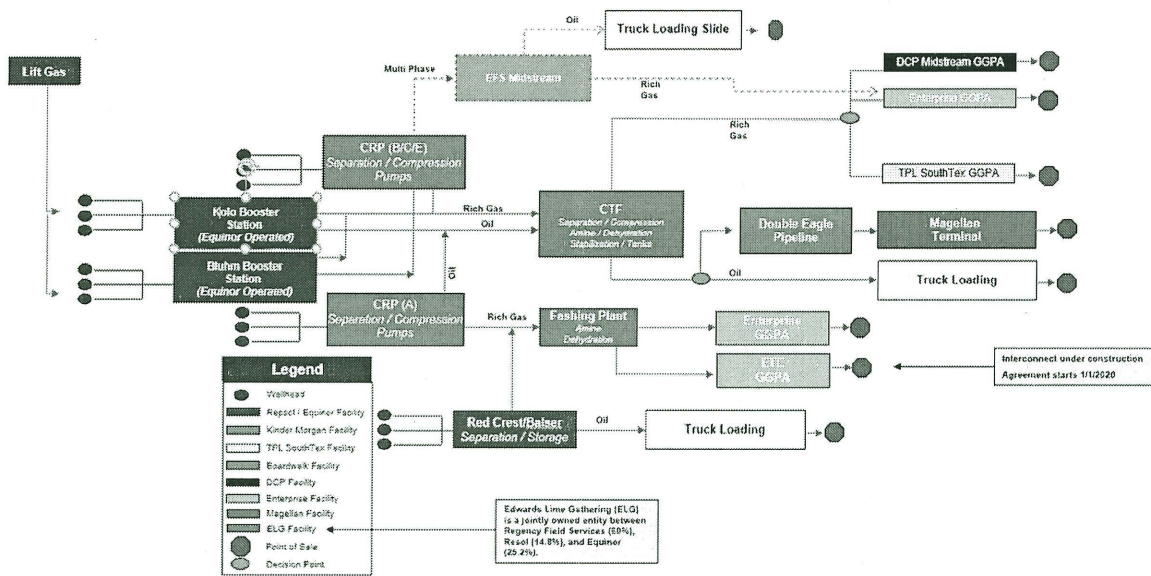 Oil
Truck Loading Slide
Lift Gas
Multi Phase
EFS Midstream
Rich
Gas
DCP Midstream GGPA
Enterprise GGPA
CRP (B/C/E)
Separation / Compression
Pumps
Rich
Gas
TPL SouthTex GGPA
Kolo Booster
Station
(Equinor Operated)
Rich Gas
Oil
CTF
Separation / Compression
Amine / Dehydration
Stabilization / Tanks
Double Eagle
Pipeline
Magellan
Terminal
Bluhm Booster
Station
(Equinor Operated)
Oil
Oil
Truck Loading
CRP (A)
Separation / Compression
Pumps
Rich Gas
Fashing Plant
Amine
Dehydration
Enterprise
GGPA
ETC
GGPA
Interconnect under construction
Agreement starts 1/1/2020
Legend
Wellhead
Repsol / Equinor Facility
Kinder Morgan Facility
TPL SouthTex Facility
Boardwalk Facility
DCP Facility
Enterprise Facility
Magellan Facility
ELG Facility
Point of Sale
Decision Point
Red Crest/Balser
Separation / Storage
Oil
Truck Loading
Edwards Lime Gathering (ELG)
is a jointly owned entity between
Regency Field Services (60%),
Resol (14.8%), and Equinor
(25.2%).